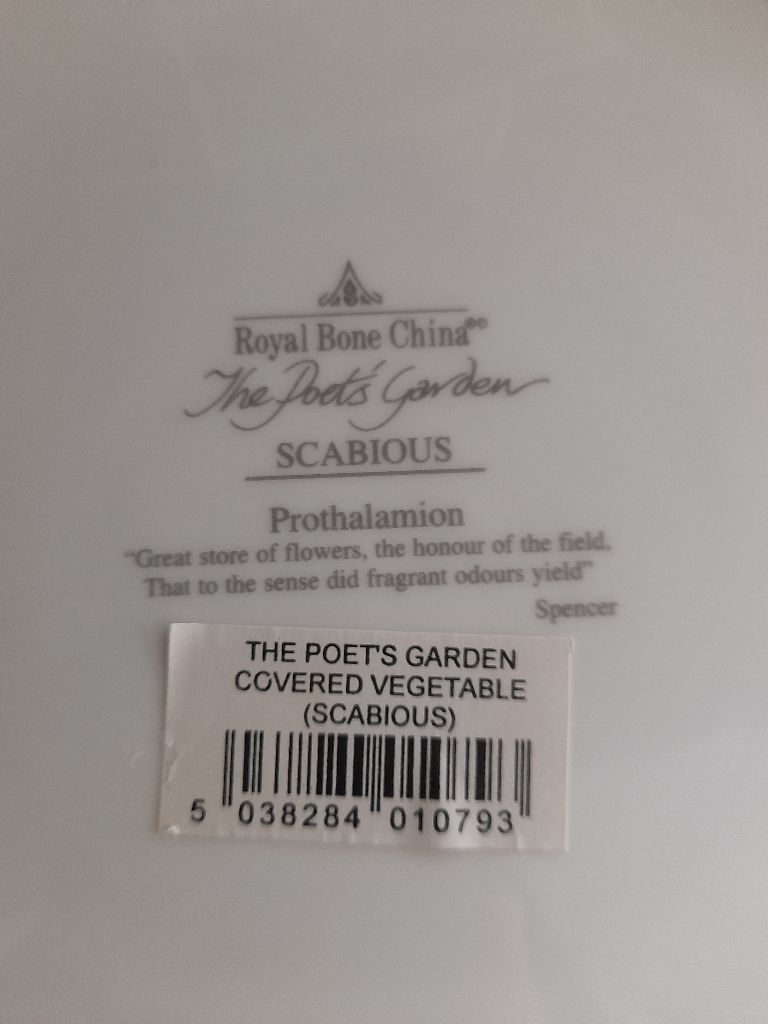 Royal Bone China
The Poet's Garden
SCABIOUS
Prothalamion
"Great store of flowers, the honour of the field,
That to the sense did fragrant odours yield"
Spencer
THE POET'S GARDEN
COVERED VEGETABLE
(SCABIOUS)
5 038284 010793